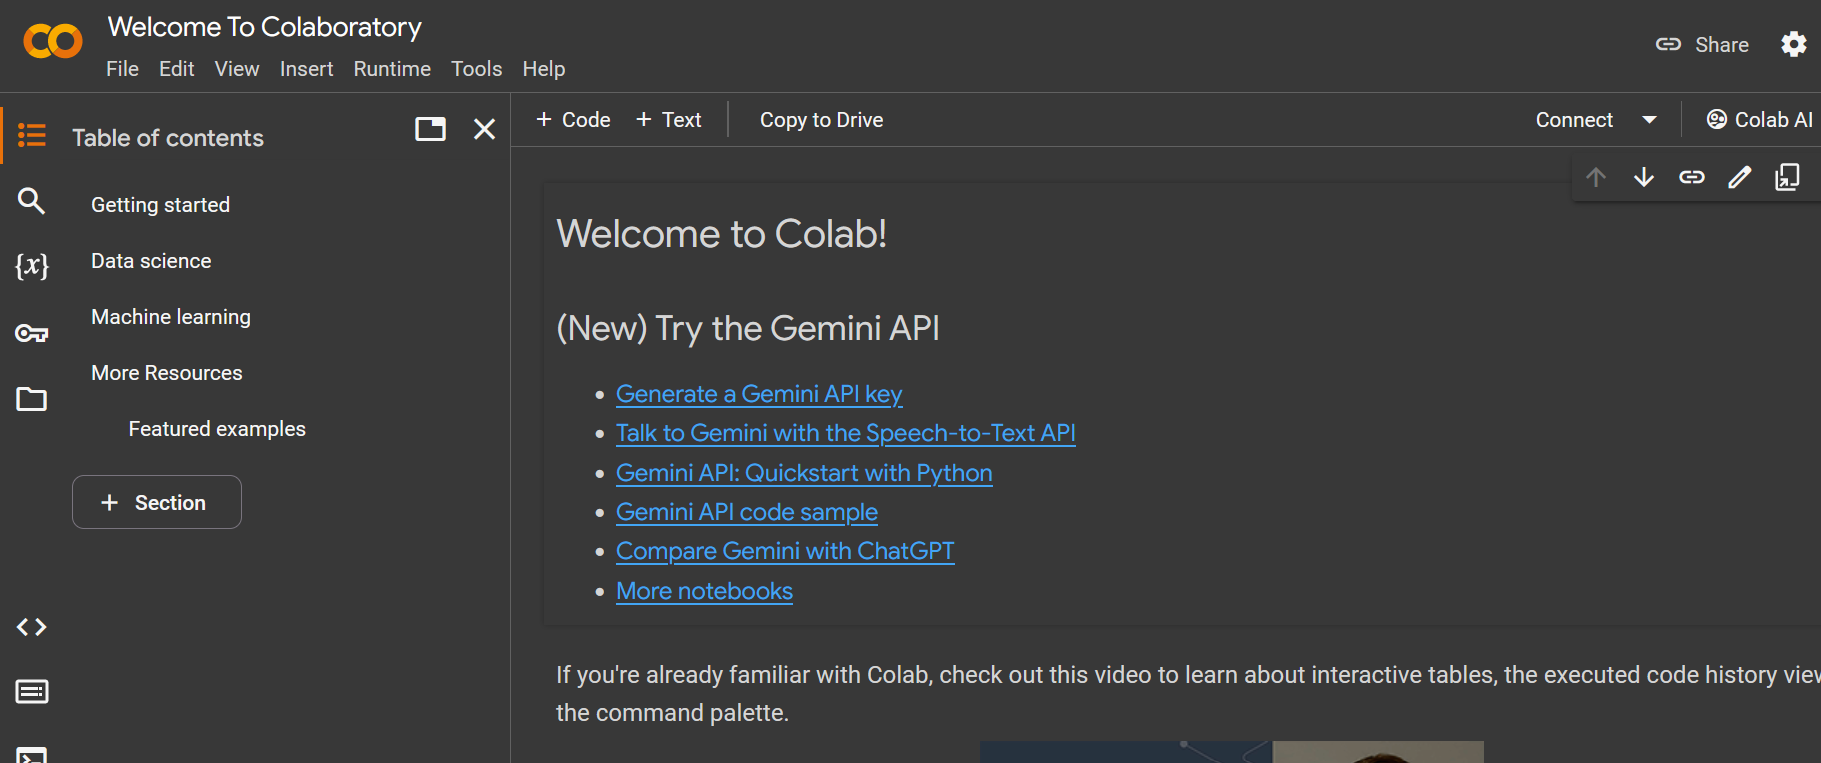 Welcome To Colaboratory
File Edit View Insert Runtime Tools Help
Share
Table of contents
Getting started
Data science
Machine learning
More Resources
Featured examples
+ Section
{x}
+ Code + Text Copy to Drive
Connect
Colab AI
Welcome to Colab!
(New) Try the Gemini API
• Generate a Gemini API key
• Talk to Gemini with the Speech-to-Text API
• Gemini API: Quickstart with Python
• Gemini API code sample
• Compare Gemini with ChatGPT
• More notebooks
If you're already familiar with Colab, check out this video to learn about interactive tables, the executed code history
the command palette.